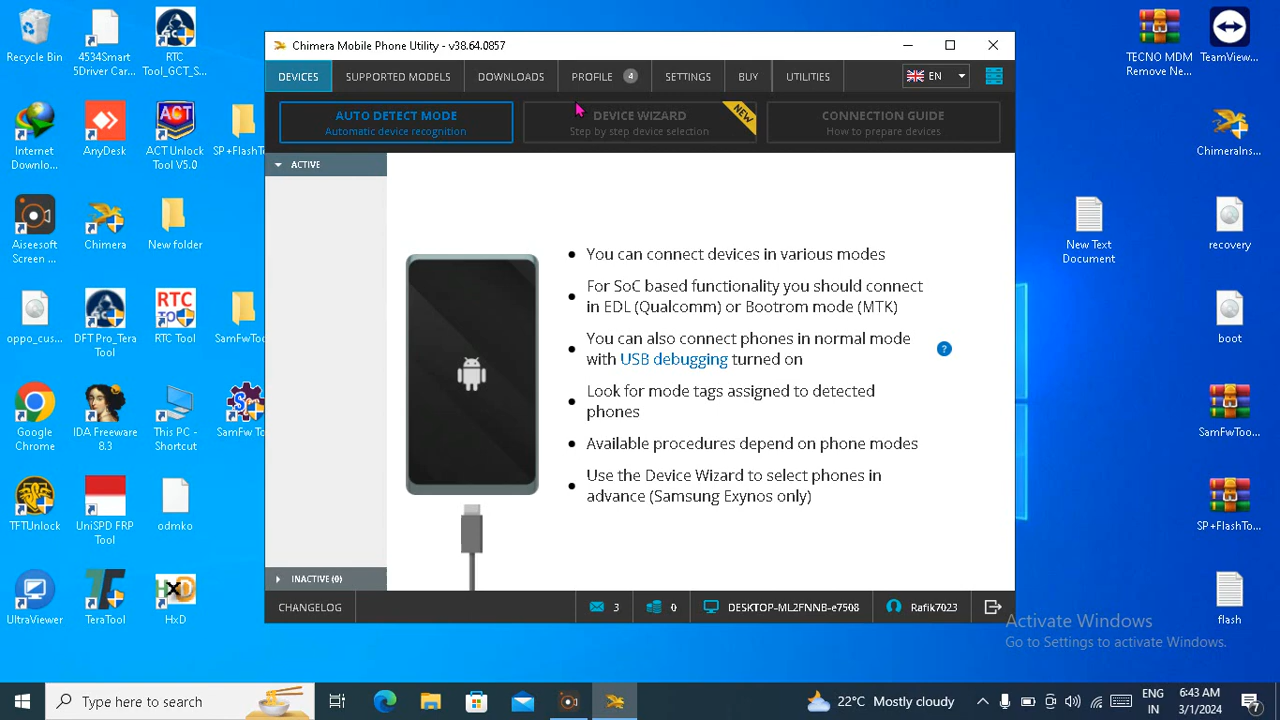 Recycle Bin
4534Smart
5Driver Car...
RTC
Tool_GCT_S...
Internet
Downlo...
AnyDesk
ACT Unlock
Tool V5.0
SP+FlashTo
Aiseesoft
Screen ...
Chimera
New folder
oppo_cus...
DFT Pro_Tera
Tool
RTC Tool
SamFwToo
Google
Chrome
IDA Freeware
8.3
This PC -
Shortcut
SamFw To
TFTUnlock
UniSPD FRP
Tool
odmko
UltraViewer
TeraTool
HxD
Chimera Mobile Phone Utility - v38.64.0857
DEVICES
SUPPORTED MODELS
DOWNLOADS
PROFILE 4
SETTINGS
BUY
UTILITIES
EN
AUTO DETECT MODE
Automatic device recognition
DEVICE WIZARD
Step by step device selection
NEW
CONNECTION GUIDE
How to prepare devices
ACTIVE
You can connect devices in various modes
For SoC based functionality you should connect
in EDL (Qualcomm) or Bootrom mode (MTK)
You can also connect phones in normal mode
with USB debugging turned on
?
Look for mode tags assigned to detected
phones
Available procedures depend on phone modes
Use the Device Wizard to select phones in
advance (Samsung Exynos only)
INACTIVE (0)
CHANGELOG
3
0
DESKTOP-ML2FNNB-e7508
Rafik7023
TECNO MDM
Remove Ne...
TeamView...
ChimeraIns...
New Text
Document
recovery
boot
SamFwToo...
SP+FlashTo...
flash
Activate Windows
Go to Settings to activate Windows.
Type here to search
22°C Mostly cloudy
ENG
IN
6:43 AM
3/1/2024
7